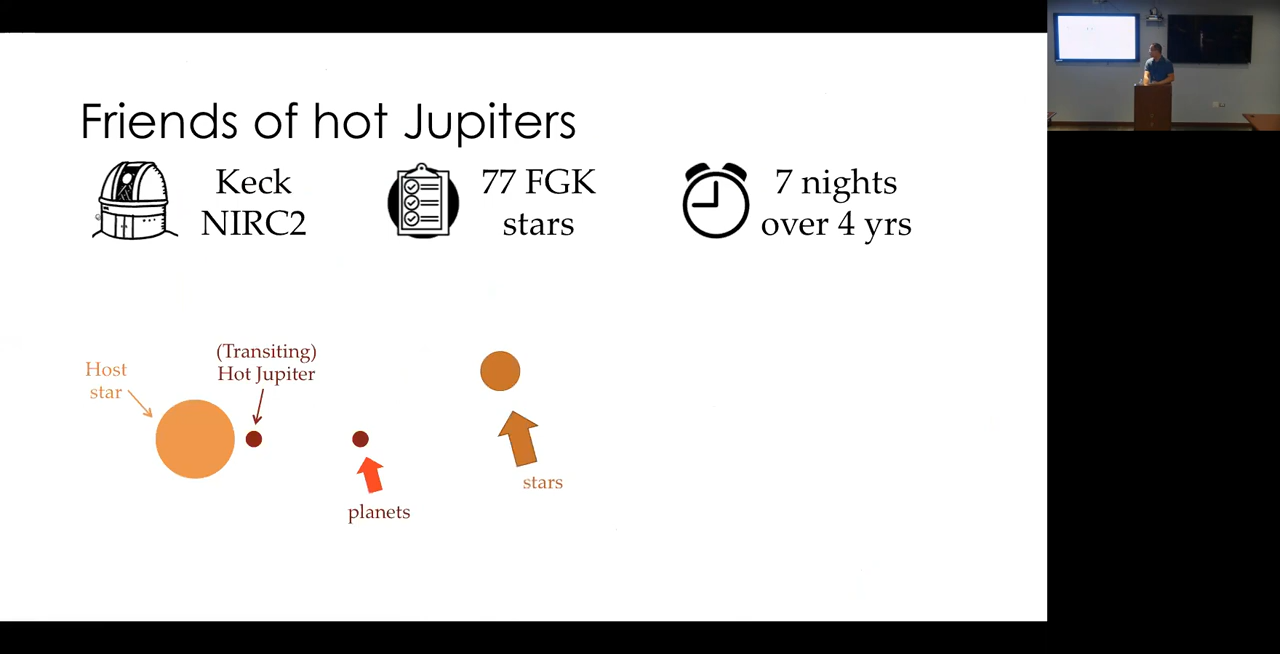 Friends of hot Jupiters
Keck
NIRC2
77 FGK
stars
7 nights
over 4 yrs
Host
star
(Transiting)
Hot Jupiter
planets
stars